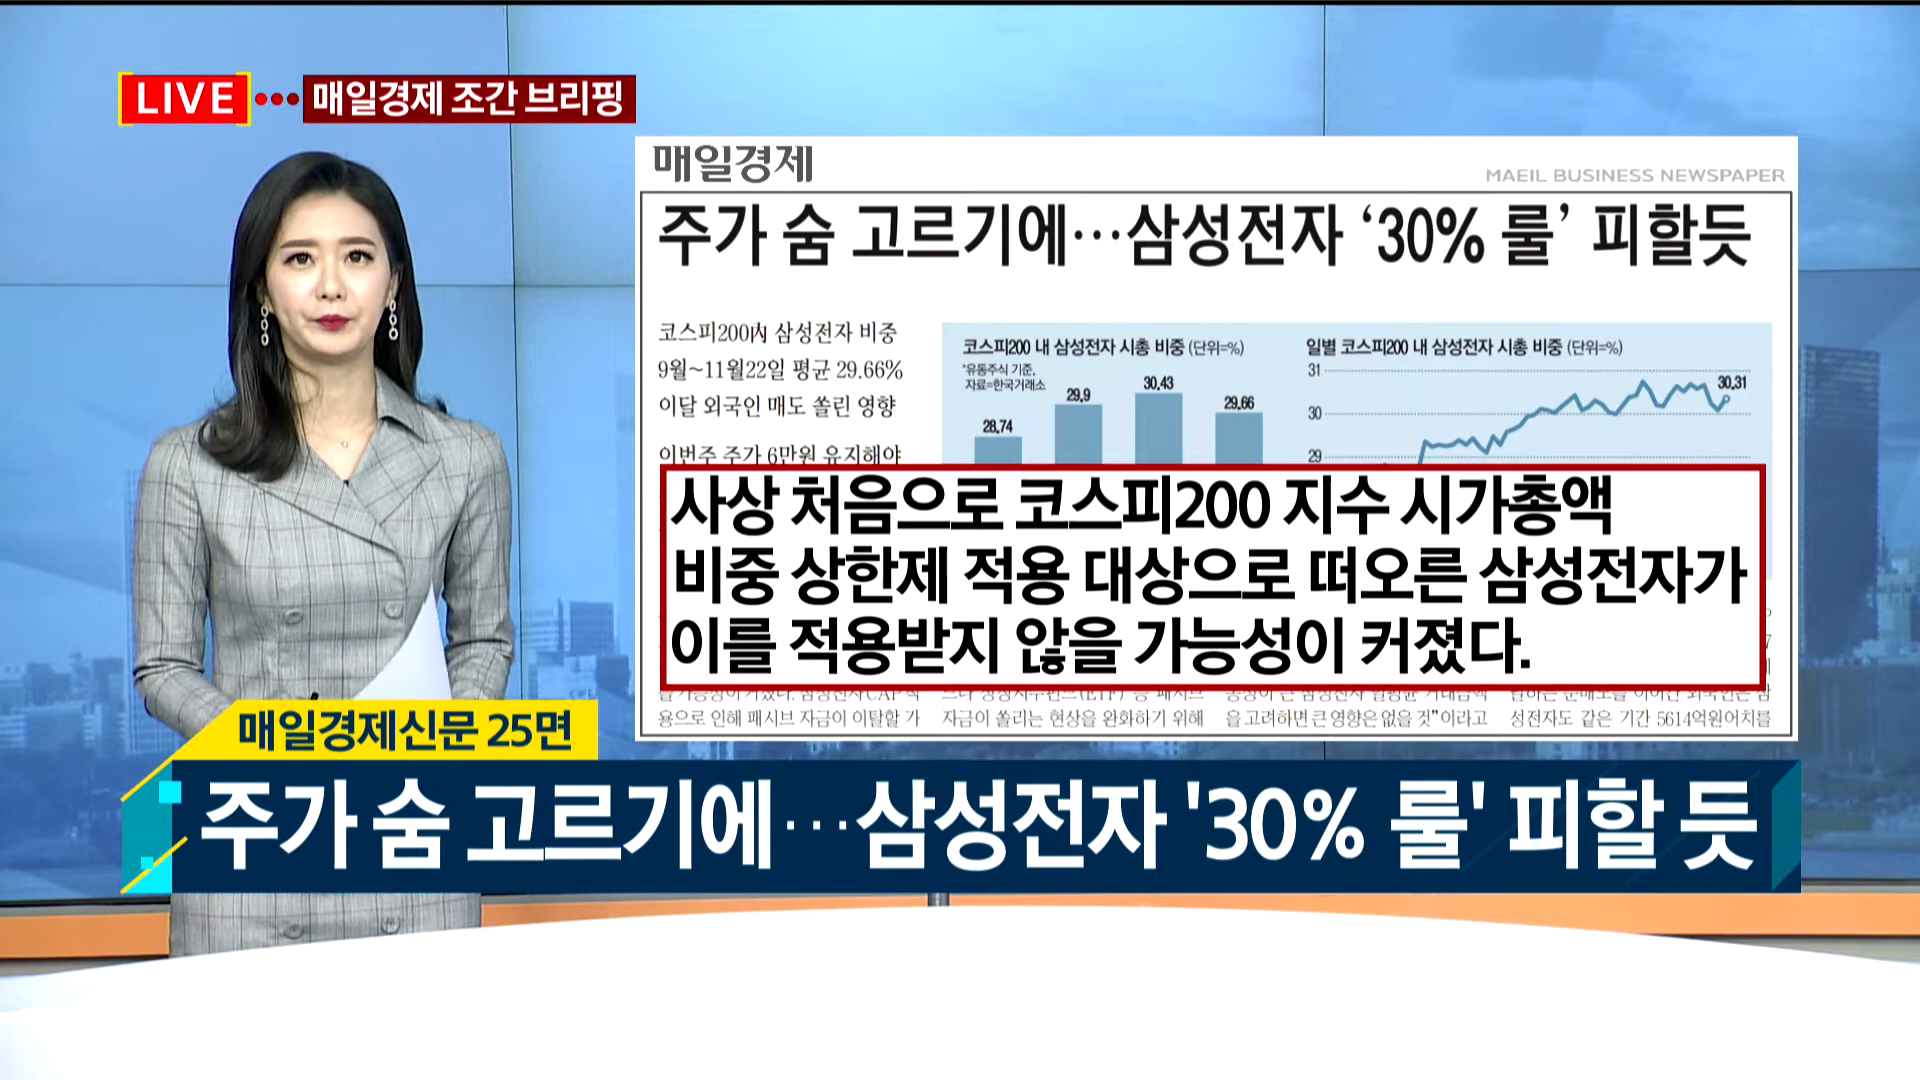 LIVE
매일경제 조간 브리핑
매일경제
MAEIL BUSINESS NEWSPAPER
주가 숨 고르기에…삼성전자 ‘30% 룰’ 피할듯
코스피200內 삼성전자 비중
9월~11월22일 평균 29.66%
이달 외국인 매도 쏠린 영향
이번주 주가 6만원 유지해야
코스피200 내 삼성전자 시총 비중 (단위=%)
*유동주식 기준.
자료=한국거래소
28.74
29.9
30.43
29.66
일별 코스피200 내 삼성전자 시총 비중 (단위=%)
31
30
29
30.31
사상 처음으로 코스피200 지수 시가총액
비중 상한제 적용 대상으로 떠오른 삼성전자가
이를 적용받지 않을 가능성이 커졌다.
용으로 인해 패시브 자금이 이탈할 가
자금이 쏠리는 현상을 완화하기 위해
을 고려하면 큰 영향은 없을 것”이라고
성전자도 같은 기간 5614억원어치를
매일경제신문 25면
주가 숨 고르기에…삼성전자 '30% 룰' 피할 듯